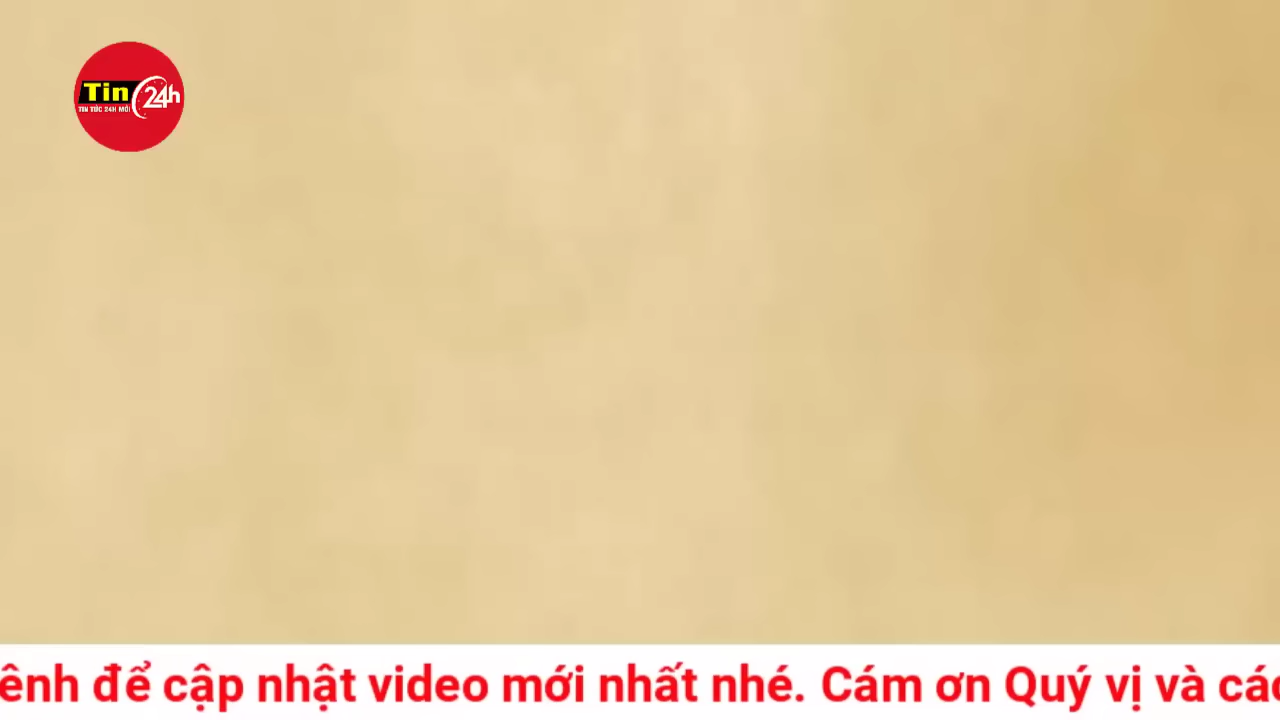 Tin 24h
TIN TỨC 24H MỚI
ênh để cập nhật video mới nhất nhé. Cám ơn Quý vị và các